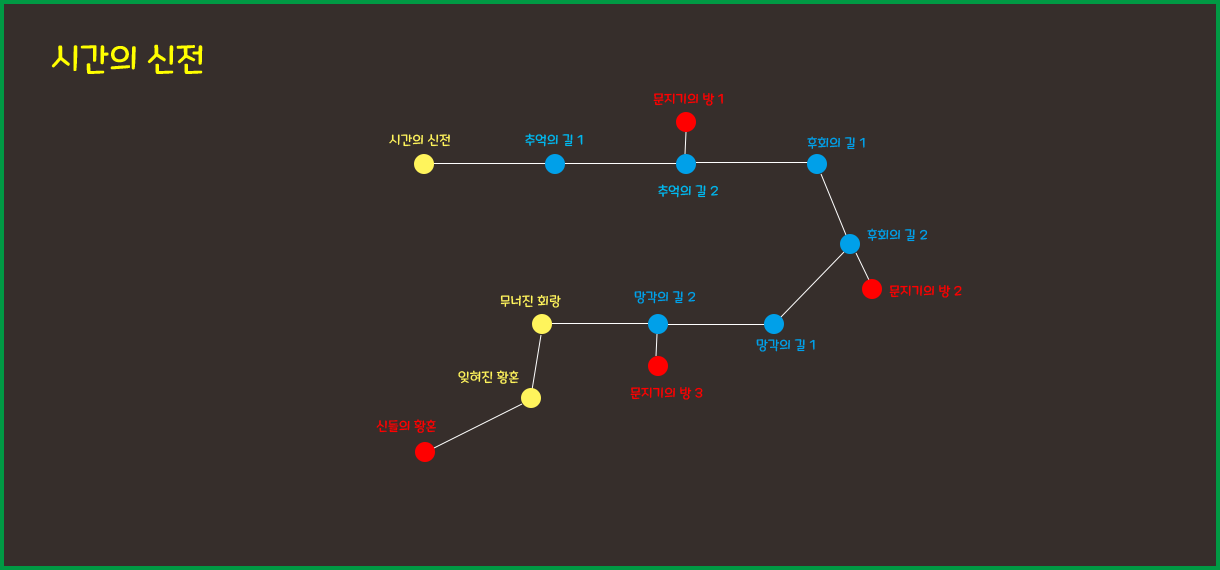 시간의 신전
문지기의 방 1
시간의 신전
추억의 길 1
후회의 길 1
추억의 길 2
후회의 길 2
문지기의 방 2
무너진 회랑
망각의 길 2
망각의 길 1
잊혀진 황혼
문지기의 방 3
신들의 황혼